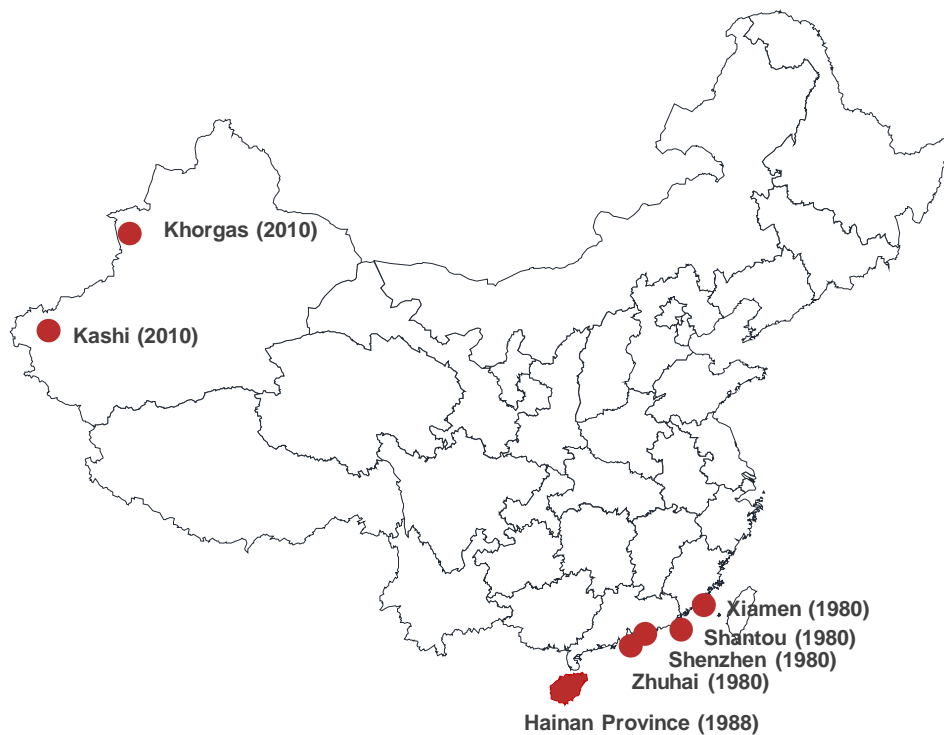 Khorgas (2010)
Kashi (2010)
Xiamen (1980)
Shantou (1980)
Shenzhen (1980)
Zhuhai (1980)
Hainan Province (1988)